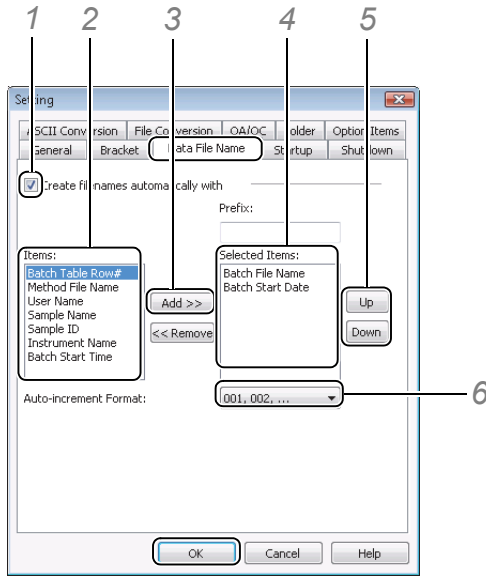 1 2 3 4 5
Setting
ASCII Conversion File Conversion QA/QC Folder Option Items
General Bracket Data File Name Startup Shutdown
Create filenames automatically with
Prefix:
Items: Selected Items:
Batch Table Row# Batch File Name
Method File Name Batch Start Date
User Name
Sample Name Add >> Up
Sample ID
Instrument Name << Remove Down
Batch Start Time
Auto-increment Format: 001, 002, ... 6
OK Cancel Help